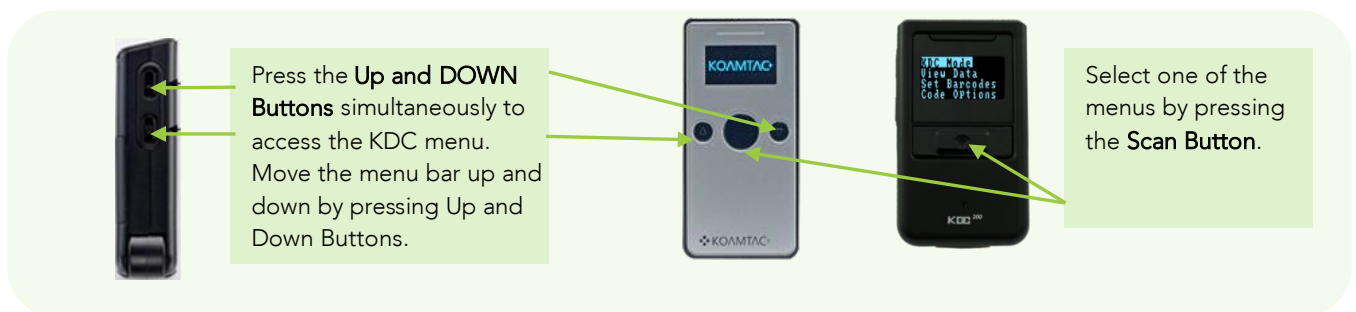 Press the Up and DOWN
Buttons simultaneously to
access the KDC menu.
Move the menu bar up and
down by pressing Up and
Down Buttons.
KOAMTAC
KOAMTAC
KDC Mode
View Data
Set Barcodes
Code Options
KDC 200
Select one of the
menus by pressing
the Scan Button.